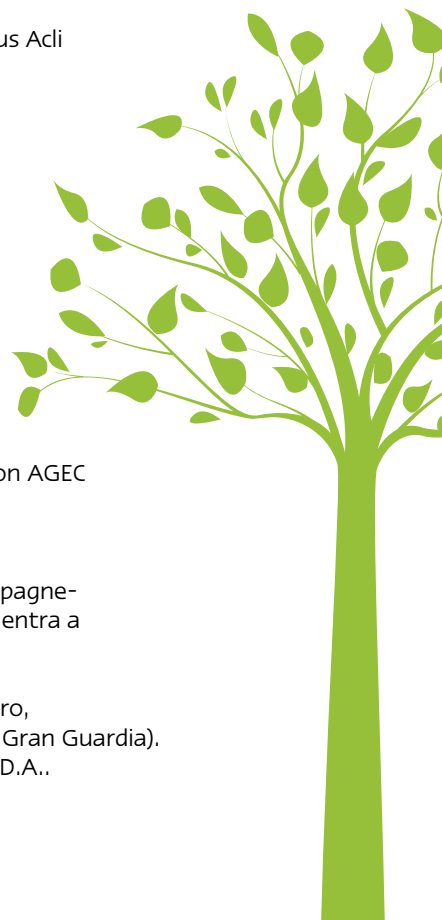 us Acli
on AGEC
pagne-
entra a
ro,
Gran Guardia).
D.A..